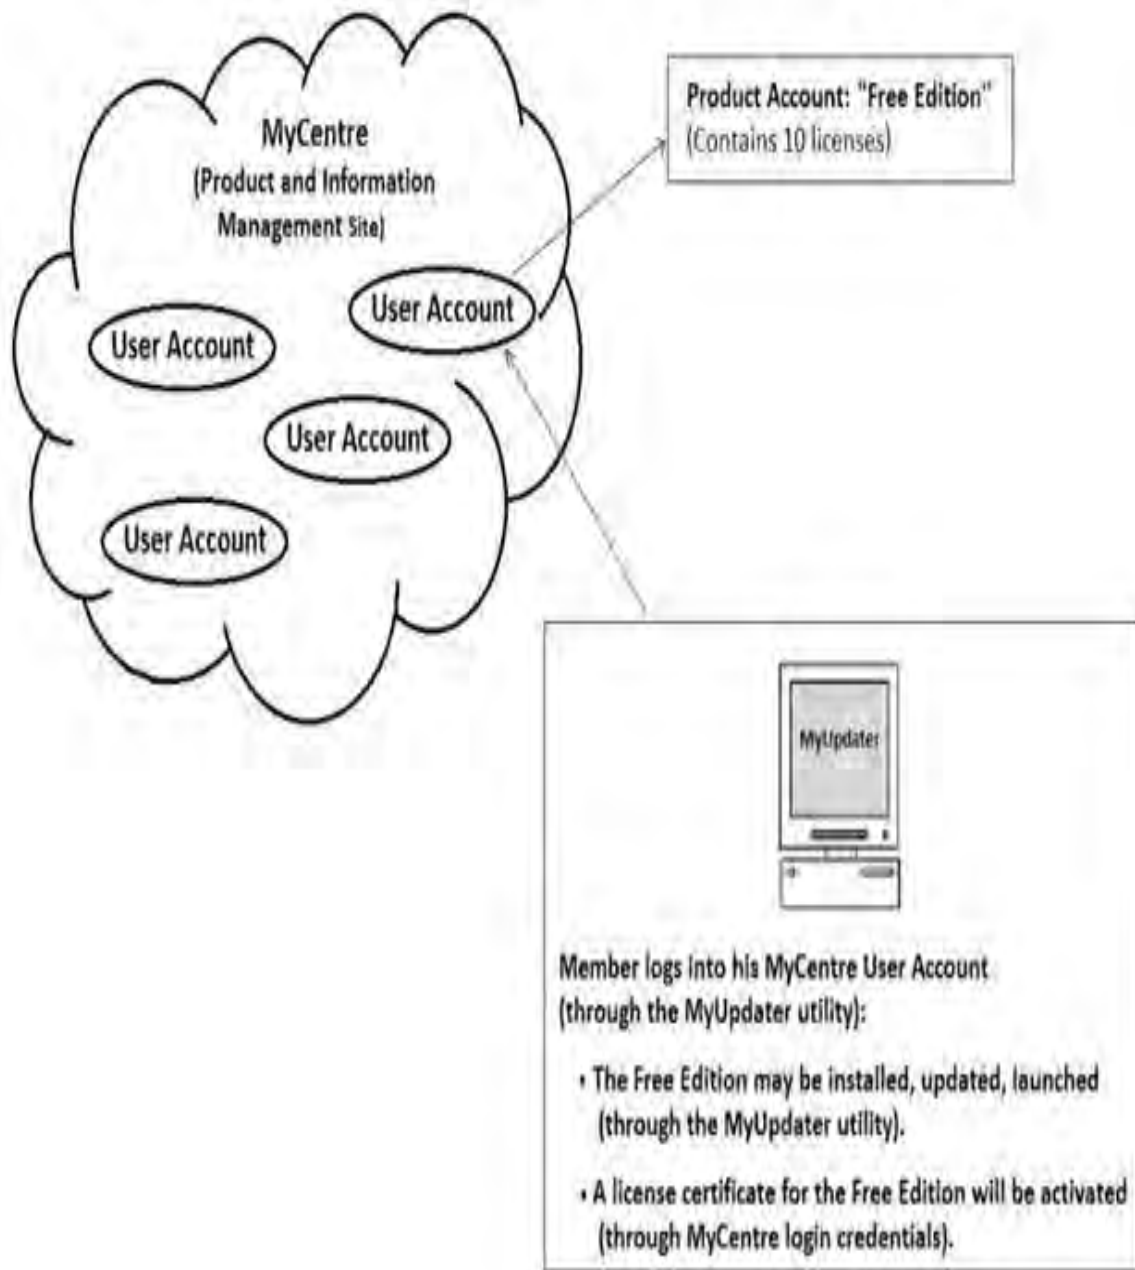 MyCentre
(Product and Information
Management Site)
Product Account: "Free Edition"
(Contains 10 licenses)
User Account
User Account
User Account
User Account
MyUpdater
Member logs into his MyCentre User Account
(through the MyUpdater utility):
• The Free Edition may be installed, updated, launched
(through the MyUpdater utility).
• A license certificate for the Free Edition will be activated
(through MyCentre login credentials).